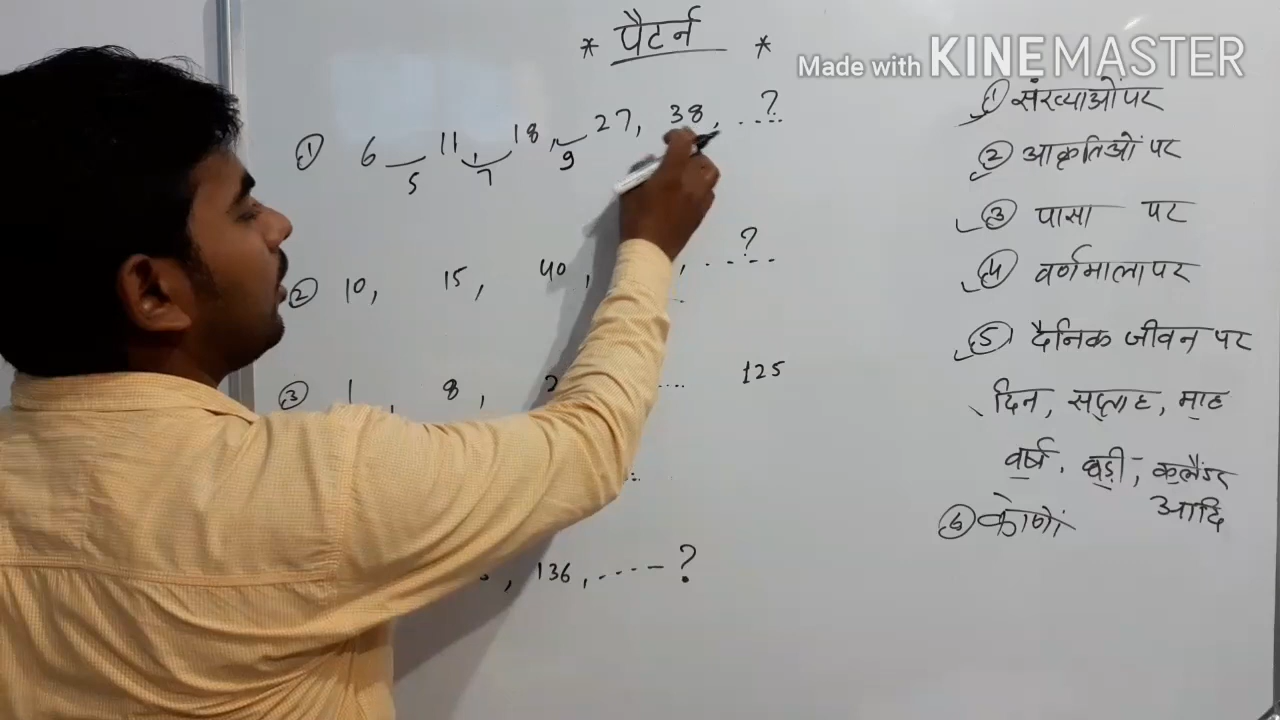 * पैटर्न *
Made with KINEMASTER
① 6 11, 18, 27, 38, ....?
5 7 9
② 10, 15, 40, , ....?
③ 1, 8, .... 125
, 136, ....?
① संख्याओं पर
② आकृतिओं पर
③ पासा पर
④ वर्णमाला पर
⑤ दैनिक जीवन पर
दिन, सप्ताह, माह
वर्ष, घड़ी, कलैंडर
आदि
⑥ कोणों